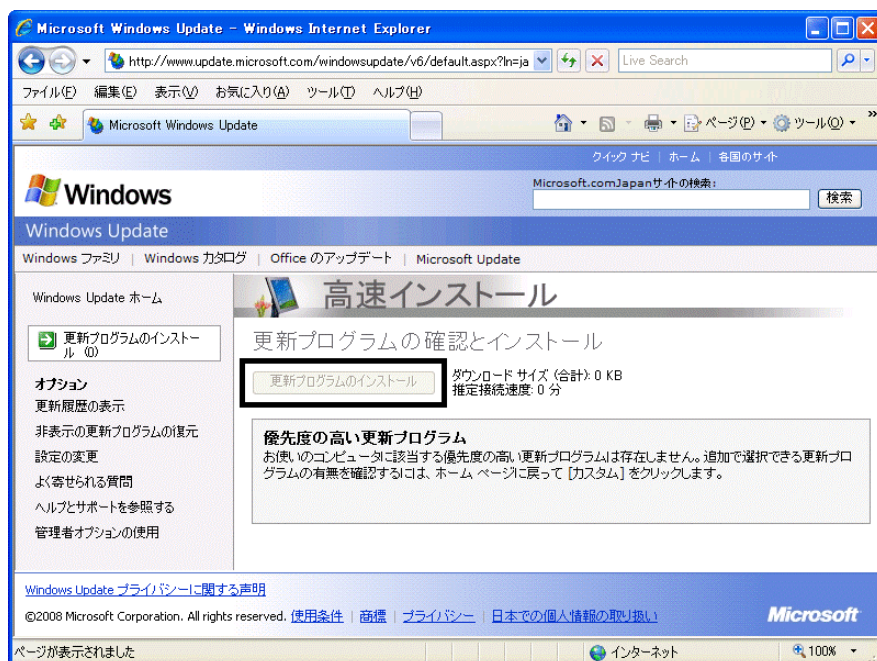 Microsoft Windows Update - Windows Internet Explorer
http://www.update.microsoft.com/windowsupdate/v6/default.aspx?ln=ja
Live Search
ファイル(F) 編集(E) 表示(V) お気に入り(A) ツール(T) ヘルプ(H)
Microsoft Windows Update
ページ(P)
ツール(O)
クイック ナビ | ホーム | 各国のサイト
Windows
Microsoft.comJapanサイトの検索:
検索
Windows Update
Windows ファミリ | Windows カタログ | Office のアップデート | Microsoft Update
Windows Update ホーム
更新プログラムのインストー
ル (0)
オプション
更新履歴の表示
非表示の更新プログラムの復元
設定の変更
よく寄せられる質問
ヘルプとサポートを参照する
管理者オプションの使用
高速インストール
更新プログラムの確認とインストール
更新プログラムのインストール
ダウンロード サイズ (合計): 0 KB
推定接続速度: 0 分
優先度の高い更新プログラム
お使いのコンピュータに該当する優先度の高い更新プログラムは存在しません。追加で選択できる更新プロ
グラムの有無を確認するには、ホーム ページに戻って [カスタム] をクリックします。
Windows Update プライバシーに関する声明
©2008 Microsoft Corporation. All rights reserved. 使用条件 | 商標 | プライバシー | 日本での個人情報の取り扱い
Microsoft
ページが表示されました
インターネット
100%